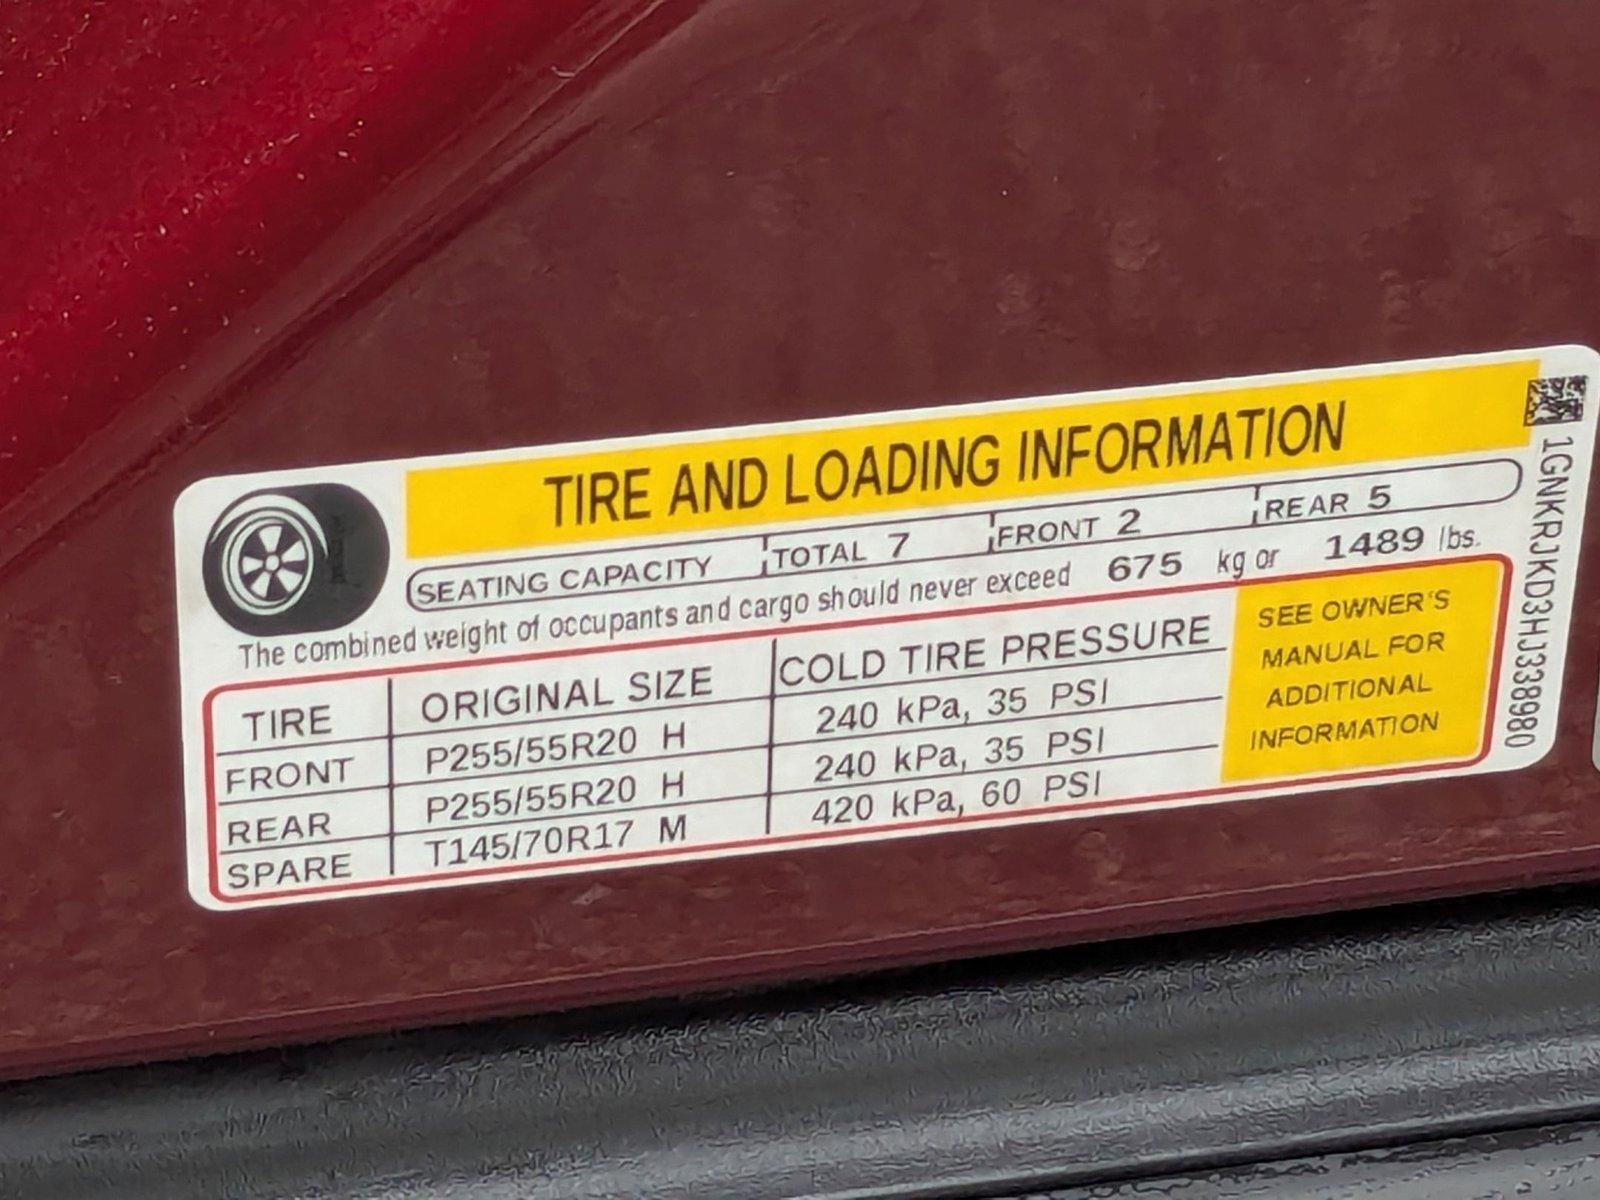 TIRE AND LOADING INFORMATION
SEATING CAPACITY TOTAL 7 FRONT 2 REAR 5
The combined weight of occupants and cargo should never exceed 675 kg or 1489 lbs.
TIRE ORIGINAL SIZE COLD TIRE PRESSURE
FRONT P255/55R20 H 240 kPa, 35 PSI
REAR P255/55R20 H 240 kPa, 35 PSI
SPARE T145/70R17 M 420 kPa, 60 PSI
SEE OWNER'S
MANUAL FOR
ADDITIONAL
INFORMATION
1GNKRJKD3HJ338980